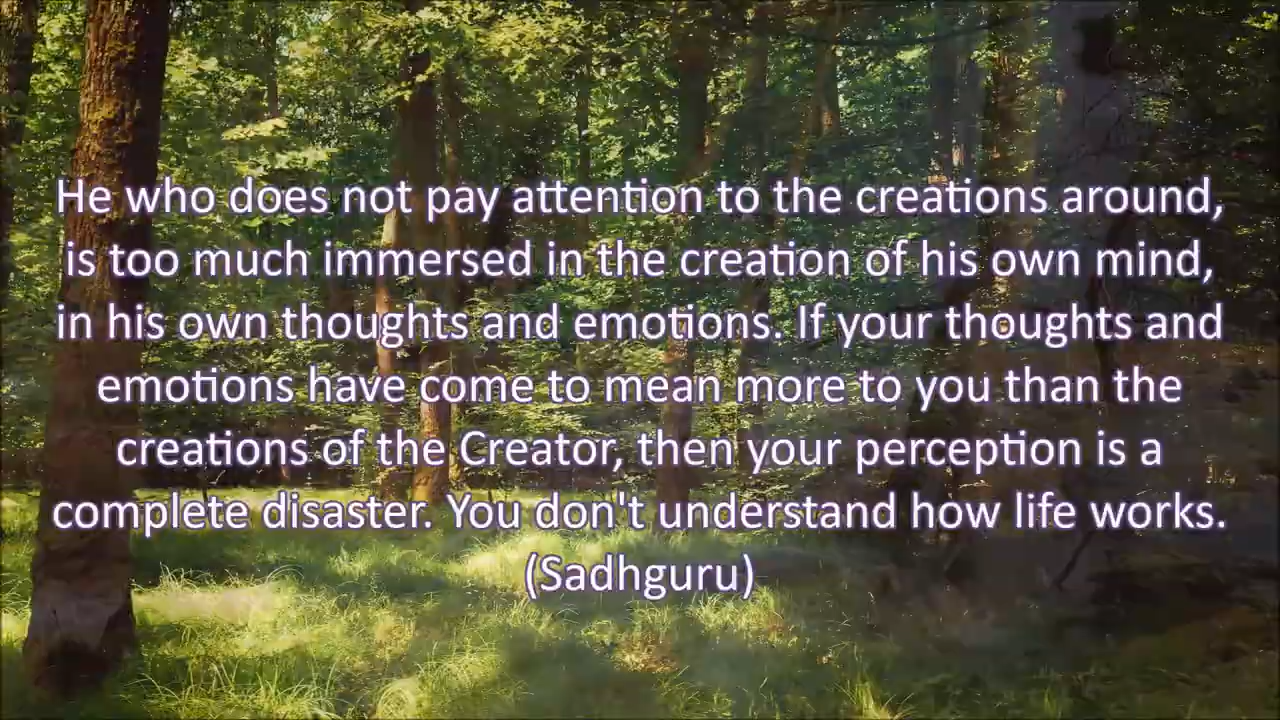 He who does not pay attention to the creations around,
is too much immersed in the creation of his own mind,
in his own thoughts and emotions. If your thoughts and
emotions have come to mean more to you than the
creations of the Creator, then your perception is a
complete disaster. You don't understand how life works.
(Sadhguru)